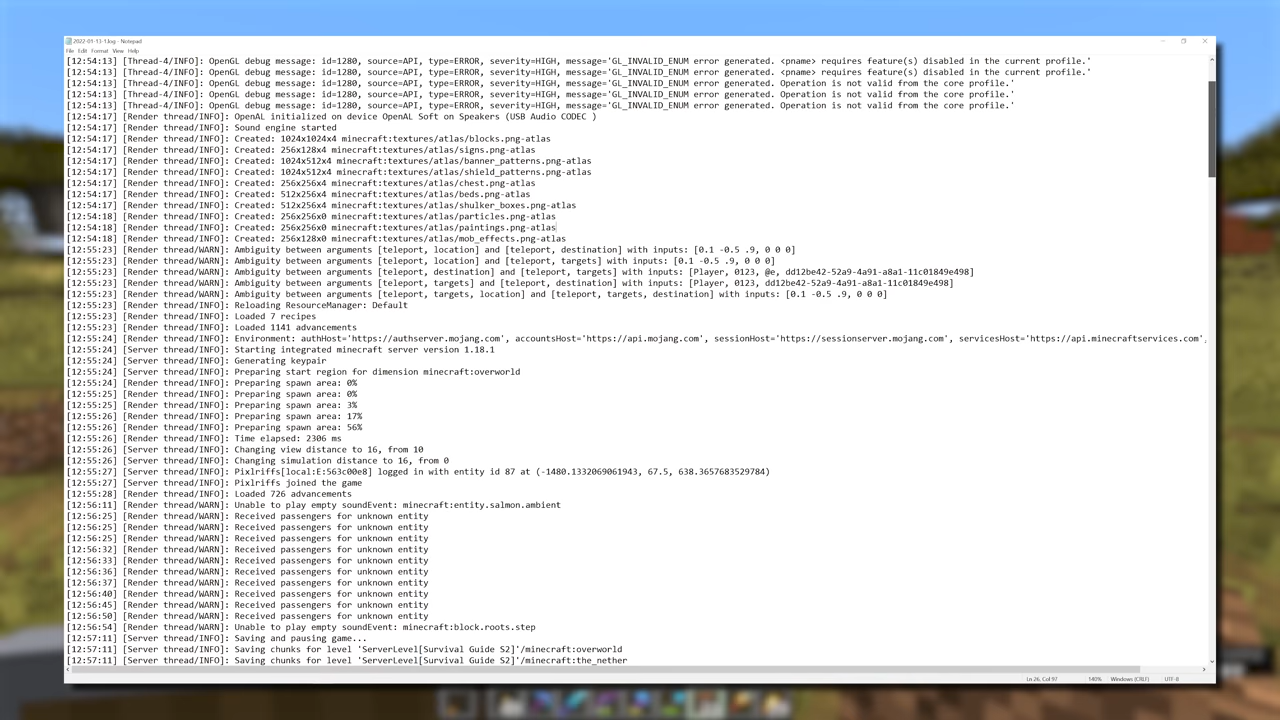 2022-01-13-1.log - Notepad
File Edit Format View Help
[12:54:13] [Thread-4/INFO]: OpenGL debug message: id=1280, source=API, type=ERROR, severity=HIGH, message='GL_INVALID_ENUM error generated. <pname> requires feature(s) disabled in the current profile.'
[12:54:13] [Thread-4/INFO]: OpenGL debug message: id=1280, source=API, type=ERROR, severity=HIGH, message='GL_INVALID_ENUM error generated. <pname> requires feature(s) disabled in the current profile.'
[12:54:13] [Thread-4/INFO]: OpenGL debug message: id=1280, source=API, type=ERROR, severity=HIGH, message='GL_INVALID_ENUM error generated. Operation is not valid from the core profile.'
[12:54:13] [Thread-4/INFO]: OpenGL debug message: id=1280, source=API, type=ERROR, severity=HIGH, message='GL_INVALID_ENUM error generated. Operation is not valid from the core profile.'
[12:54:13] [Thread-4/INFO]: OpenGL debug message: id=1280, source=API, type=ERROR, severity=HIGH, message='GL_INVALID_ENUM error generated. Operation is not valid from the core profile.'
[12:54:17] [Render thread/INFO]: OpenAL initialized on device OpenAL Soft on Speakers (USB Audio CODEC )
[12:54:17] [Render thread/INFO]: Sound engine started
[12:54:17] [Render thread/INFO]: Created: 1024x1024x4 minecraft:textures/atlas/blocks.png-atlas
[12:54:17] [Render thread/INFO]: Created: 256x128x4 minecraft:textures/atlas/signs.png-atlas
[12:54:17] [Render thread/INFO]: Created: 1024x512x4 minecraft:textures/atlas/banner_patterns.png-atlas
[12:54:17] [Render thread/INFO]: Created: 1024x512x4 minecraft:textures/atlas/shield_patterns.png-atlas
[12:54:17] [Render thread/INFO]: Created: 256x256x4 minecraft:textures/atlas/chest.png-atlas
[12:54:17] [Render thread/INFO]: Created: 512x256x4 minecraft:textures/atlas/beds.png-atlas
[12:54:17] [Render thread/INFO]: Created: 512x256x4 minecraft:textures/atlas/shulker_boxes.png-atlas
[12:54:18] [Render thread/INFO]: Created: 256x256x0 minecraft:textures/atlas/particles.png-atlas
[12:54:18] [Render thread/INFO]: Created: 256x256x0 minecraft:textures/atlas/paintings.png-atlas
[12:54:18] [Render thread/INFO]: Created: 256x128x0 minecraft:textures/atlas/mob_effects.png-atlas
[12:55:23] [Render thread/WARN]: Ambiguity between arguments [teleport, location] and [teleport, destination] with inputs: [0.1 -0.5 .9, 0 0 0]
[12:55:23] [Render thread/WARN]: Ambiguity between arguments [teleport, location] and [teleport, targets] with inputs: [0.1 -0.5 .9, 0 0 0]
[12:55:23] [Render thread/WARN]: Ambiguity between arguments [teleport, destination] and [teleport, targets] with inputs: [Player, 0123, @e, dd12be42-52a9-4a91-a8a1-11c01849e498]
[12:55:23] [Render thread/WARN]: Ambiguity between arguments [teleport, targets] and [teleport, destination] with inputs: [Player, 0123, dd12be42-52a9-4a91-a8a1-11c01849e498]
[12:55:23] [Render thread/WARN]: Ambiguity between arguments [teleport, targets, location] and [teleport, targets, destination] with inputs: [0.1 -0.5 .9, 0 0 0]
[12:55:23] [Render thread/INFO]: Reloading ResourceManager: Default
[12:55:23] [Render thread/INFO]: Loaded 7 recipes
[12:55:23] [Render thread/INFO]: Loaded 1141 advancements
[12:55:24] [Render thread/INFO]: Environment: authHost='https://authserver.mojang.com', accountsHost='https://api.mojang.com', sessionHost='https://sessionserver.mojang.com', servicesHost='https://api.minecraftservices.com',
[12:55:24] [Server thread/INFO]: Starting integrated minecraft server version 1.18.1
[12:55:24] [Server thread/INFO]: Generating keypair
[12:55:24] [Server thread/INFO]: Preparing start region for dimension minecraft:overworld
[12:55:24] [Render thread/INFO]: Preparing spawn area: 0%
[12:55:25] [Render thread/INFO]: Preparing spawn area: 0%
[12:55:25] [Render thread/INFO]: Preparing spawn area: 3%
[12:55:26] [Render thread/INFO]: Preparing spawn area: 17%
[12:55:26] [Render thread/INFO]: Preparing spawn area: 56%
[12:55:26] [Render thread/INFO]: Time elapsed: 2306 ms
[12:55:26] [Server thread/INFO]: Changing view distance to 16, from 10
[12:55:26] [Server thread/INFO]: Changing simulation distance to 16, from 0
[12:55:27] [Server thread/INFO]: Pixlriffs[local:E:563c00e8] logged in with entity id 87 at (-1480.1332069061943, 67.5, 638.3657683529784)
[12:55:27] [Server thread/INFO]: Pixlriffs joined the game
[12:55:28] [Render thread/INFO]: Loaded 726 advancements
[12:56:11] [Render thread/WARN]: Unable to play empty soundEvent: minecraft:entity.salmon.ambient
[12:56:25] [Render thread/WARN]: Received passengers for unknown entity
[12:56:25] [Render thread/WARN]: Received passengers for unknown entity
[12:56:25] [Render thread/WARN]: Received passengers for unknown entity
[12:56:32] [Render thread/WARN]: Received passengers for unknown entity
[12:56:33] [Render thread/WARN]: Received passengers for unknown entity
[12:56:36] [Render thread/WARN]: Received passengers for unknown entity
[12:56:37] [Render thread/WARN]: Received passengers for unknown entity
[12:56:40] [Render thread/WARN]: Received passengers for unknown entity
[12:56:45] [Render thread/WARN]: Received passengers for unknown entity
[12:56:50] [Render thread/WARN]: Received passengers for unknown entity
[12:56:54] [Render thread/WARN]: Unable to play empty soundEvent: minecraft:block.roots.step
[12:57:11] [Server thread/INFO]: Saving and pausing game...
[12:57:11] [Server thread/INFO]: Saving chunks for level 'ServerLevel[Survival Guide S2]'/minecraft:overworld
[12:57:11] [Server thread/INFO]: Saving chunks for level 'ServerLevel[Survival Guide S2]'/minecraft:the_nether
Ln 26, Col 97 140% Windows (CRLF) UTF-8